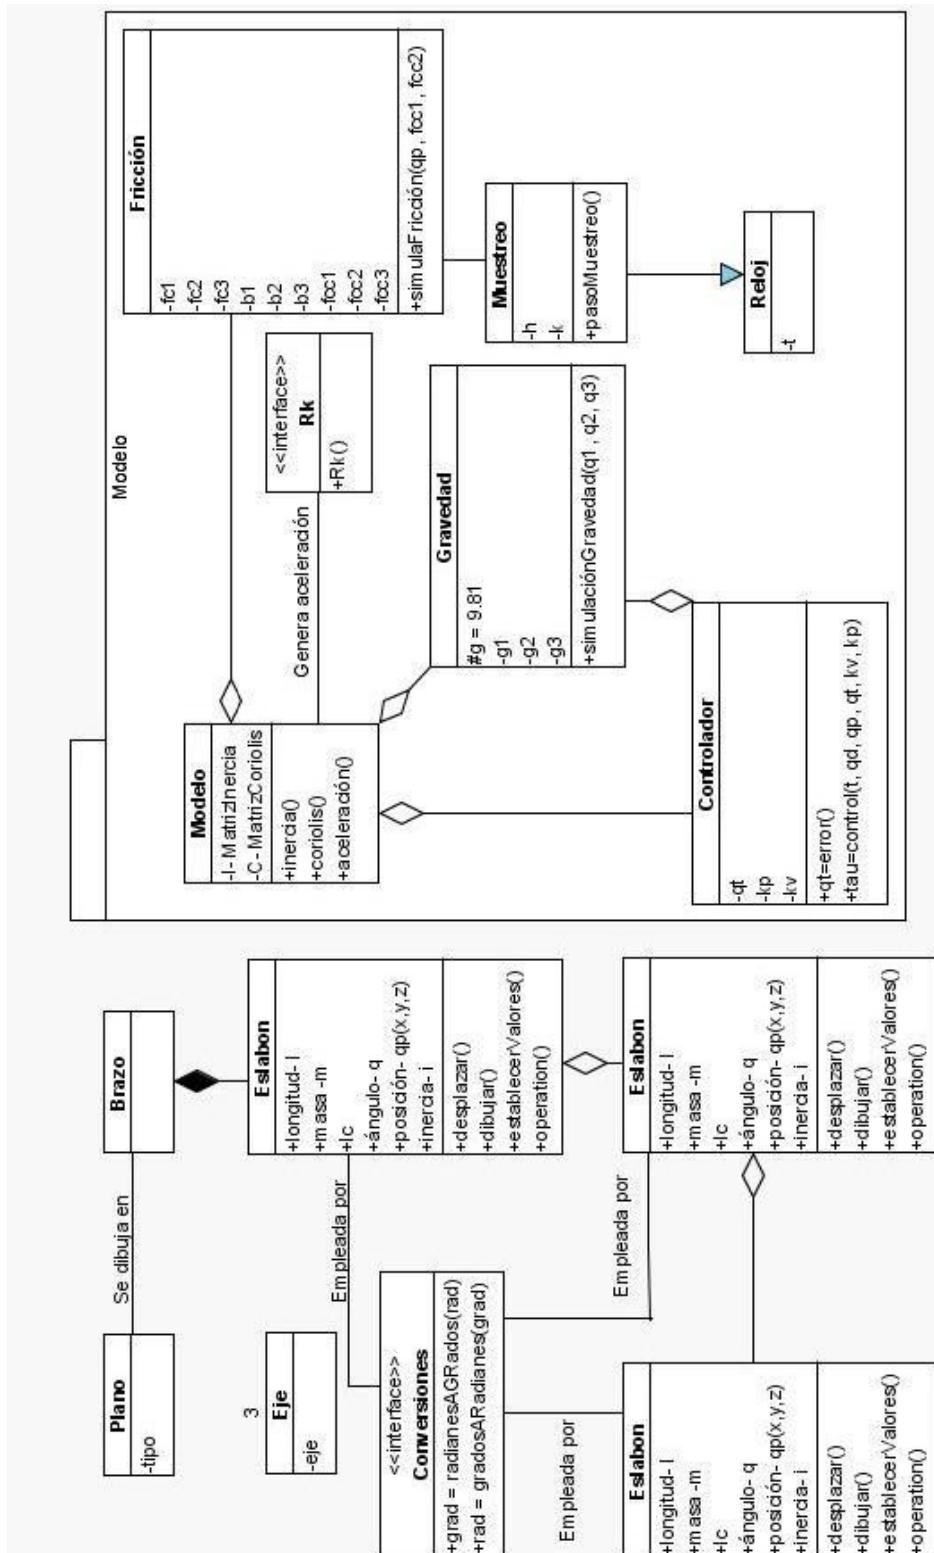 Plano
-tipo
Se dibuja en
Brazo
3
Eje
-eje
Empleada por
Eslabon
+longitud- l
+masa -m
+lc
+ángulo- q
+posición- qp(x,y,z)
+inercia- i
+desplazar()
+dibujar()
+establecerValores()
+operation()
<<interface>>
Conversiones
+grad = radianesAGRados(rad)
+rad = gradosARadianes(grad)
Empleada por
Empleada por
Eslabon
+longitud- l
+masa -m
+lc
+ángulo- q
+posición- qp(x,y,z)
+inercia- i
+desplazar()
+dibujar()
+establecerValores()
+operation()
Eslabon
+longitud- l
+masa -m
+lc
+ángulo- q
+posición- qp(x,y,z)
+inercia- i
+desplazar()
+dibujar()
+establecerValores()
+operation()
Modelo
Modelo
-I - MatrizInercia
-C - MatrizCoriolis
+inercia()
+coriolis()
+aceleración()
Genera aceleración
<<interface>>
Rk
+Rk()
Fricción
-fc1
-fc2
-fc3
-b1
-b2
-b3
-fcc1
-fcc2
-fcc3
+simulaFricción(qp, fcc1, fcc2)
Gravedad
#g = 9.81
-g1
-g2
-g3
+simulaciónGravedad(q1, q2, q3)
Muestreo
-h
-k
+pasoMuestreo()
Controlador
-qt
-kp
-kv
+qt=error()
+tau=control(t, qd, qp, qt, kv, kp)
Reloj
-t